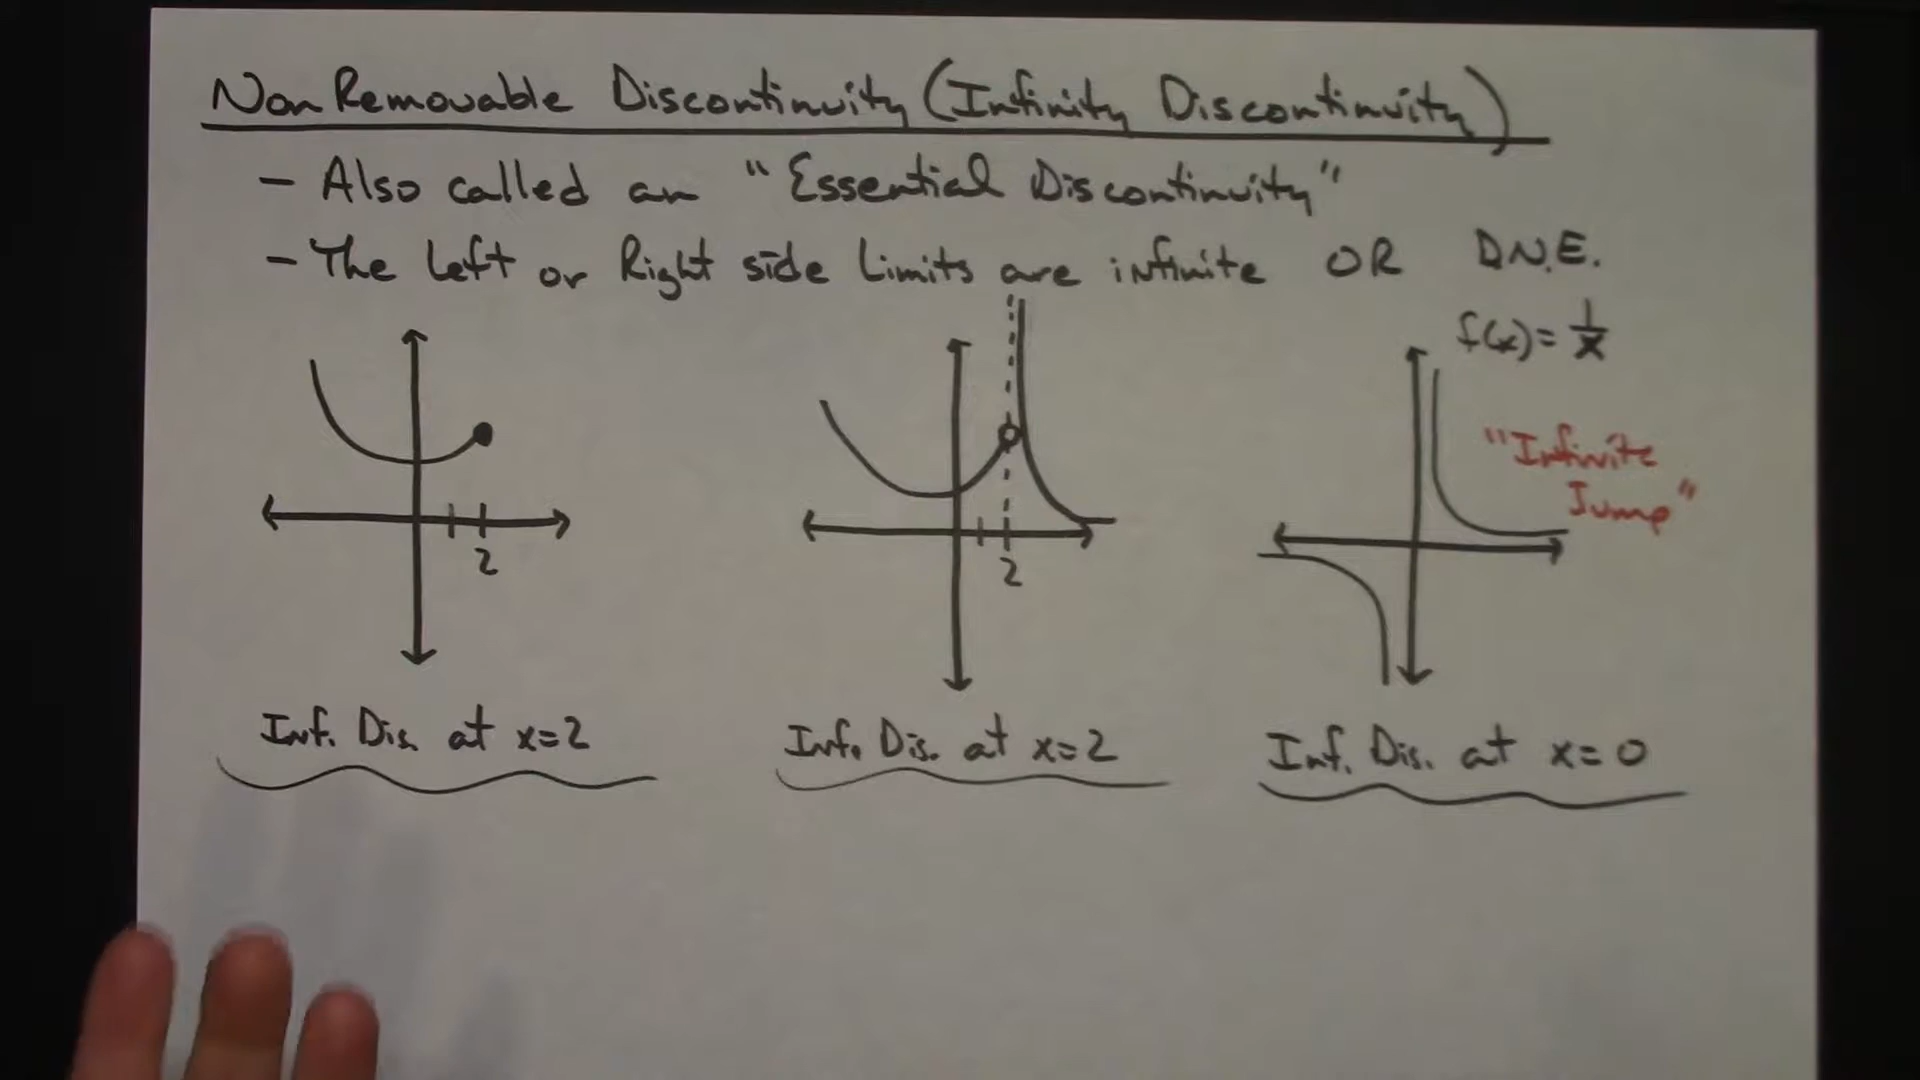 Non Removable Discontinuity (Infinity Discontinuity)
- Also called an "Essential Discontinuity"
- The Left or Right side Limits are infinite OR D.N.E.
f(x) = 1/x
"Infinite
Jump"
2
2
Inf. Dis. at x=2
Inf. Dis. at x=2
Inf. Dis. at x=0